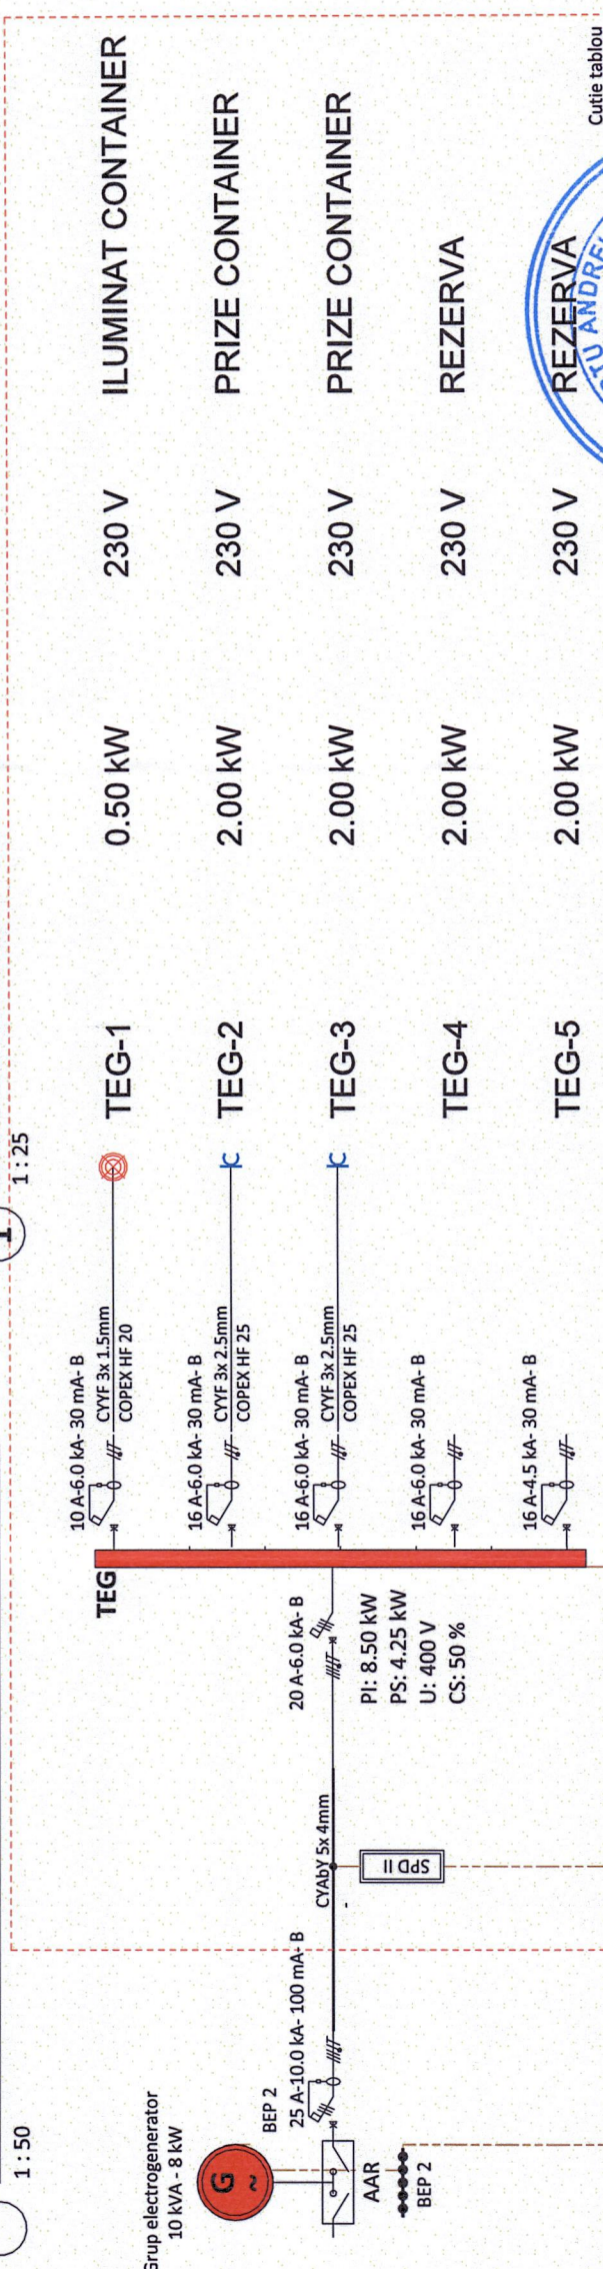 ILUMINAT CONTAINER
PRIZE CONTAINER
PRIZE CONTAINER
REZERVA
REZERVA
Cutie tablou
TU ANDREI
230 V
230 V
230 V
230 V
230 V
0.50 kW
2.00 kW
2.00 kW
2.00 kW
2.00 kW
TEG-1
TEG-2
TEG-3
TEG-4
TEG-5
1 : 25
1
10 A-6.0 kA- 30 mA- B
CYYF 3x 1.5mm
COPEX HF 20
16 A-6.0 kA- 30 mA- B
CYYF 3x 2.5mm
COPEX HF 25
16 A-6.0 kA- 30 mA- B
CYYF 3x 2.5mm
COPEX HF 25
16 A-6.0 kA- 30 mA- B
16 A-4.5 kA- 30 mA- B
TEG
20 A-6.0 kA- B
PI: 8.50 kW
PS: 4.25 kW
U: 400 V
CS: 50 %
CYAbY 5x 4mm
SPD II
25 A-10.0 kA- 100 mA- B
BEP 2
Grup electrogenerator
10 kVA - 8 kW
G
~
AAR
BEP 2
1 : 50